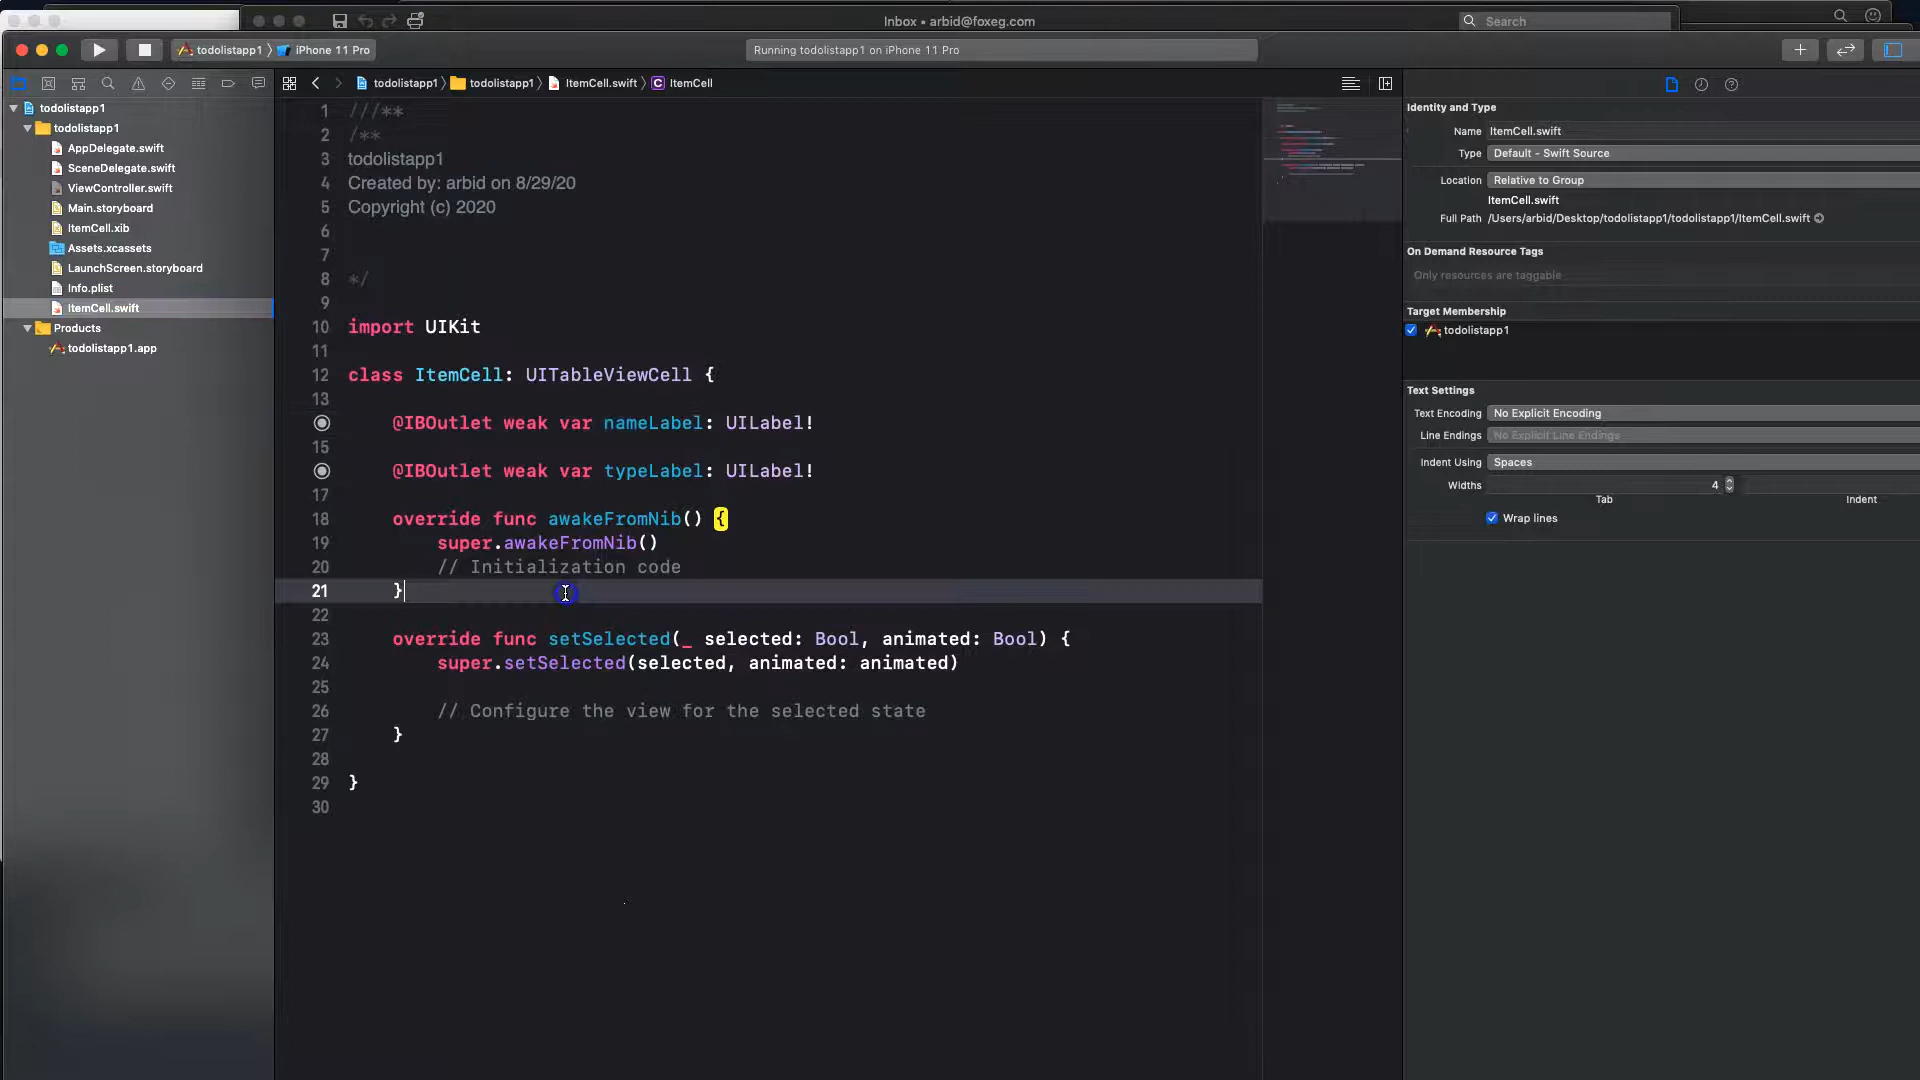 Inbox • arbid@foxeg.com
Search
todolistapp1
iPhone 11 Pro
Running todolistapp1 on iPhone 11 Pro
todolistapp1
todolistapp1
ItemCell.swift
ItemCell
todolistapp1
todolistapp1
AppDelegate.swift
SceneDelegate.swift
ViewController.swift
Main.storyboard
ItemCell.xib
Assets.xcassets
LaunchScreen.storyboard
Info.plist
ItemCell.swift
Products
todolistapp1.app
1 ///**
2 /**
3 todolistapp1
4 Created by: arbid on 8/29/20
5 Copyright (c) 2020
6
7
8 */
9
10 import UIKit
11
12 class ItemCell: UITableViewCell {
13
@IBOutlet weak var nameLabel: UILabel!
15
@IBOutlet weak var typeLabel: UILabel!
17
18 override func awakeFromNib() {
19 super.awakeFromNib()
20 // Initialization code
21 }
22
23 override func setSelected(_ selected: Bool, animated: Bool) {
24 super.setSelected(selected, animated: animated)
25
26 // Configure the view for the selected state
27 }
28
29 }
30
Identity and Type
Name ItemCell.swift
Type Default - Swift Source
Location Relative to Group
ItemCell.swift
Full Path /Users/arbid/Desktop/todolistapp1/todolistapp1/ItemCell.swift
On Demand Resource Tags
Only resources are taggable
Target Membership
todolistapp1
Text Settings
Text Encoding No Explicit Encoding
Line Endings No Explicit Line Endings
Indent Using Spaces
Widths 4
Tab Indent
Wrap lines